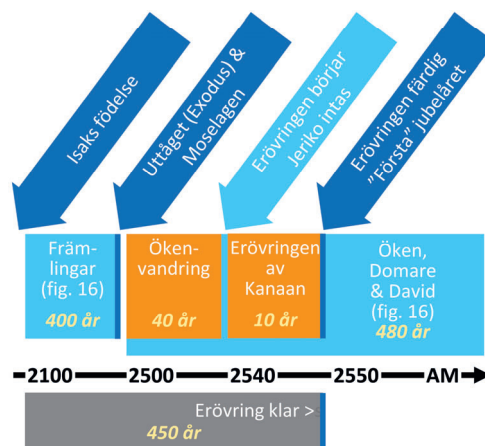 Isaks födelse
Uttåget (Exodus) &
Moselagen
Erövringen börjar
Jeriko intas
Erövringen färdig
”Första” jubelåret
Främ-
lingar
(fig. 16)
400 år
Öken-
vandring
40 år
Erövringen
av
Kanaan
10 år
Öken,
Domare
& David
(fig. 16)
480 år
2100 2500 2540 2550 AM
Erövring klar >
450 år